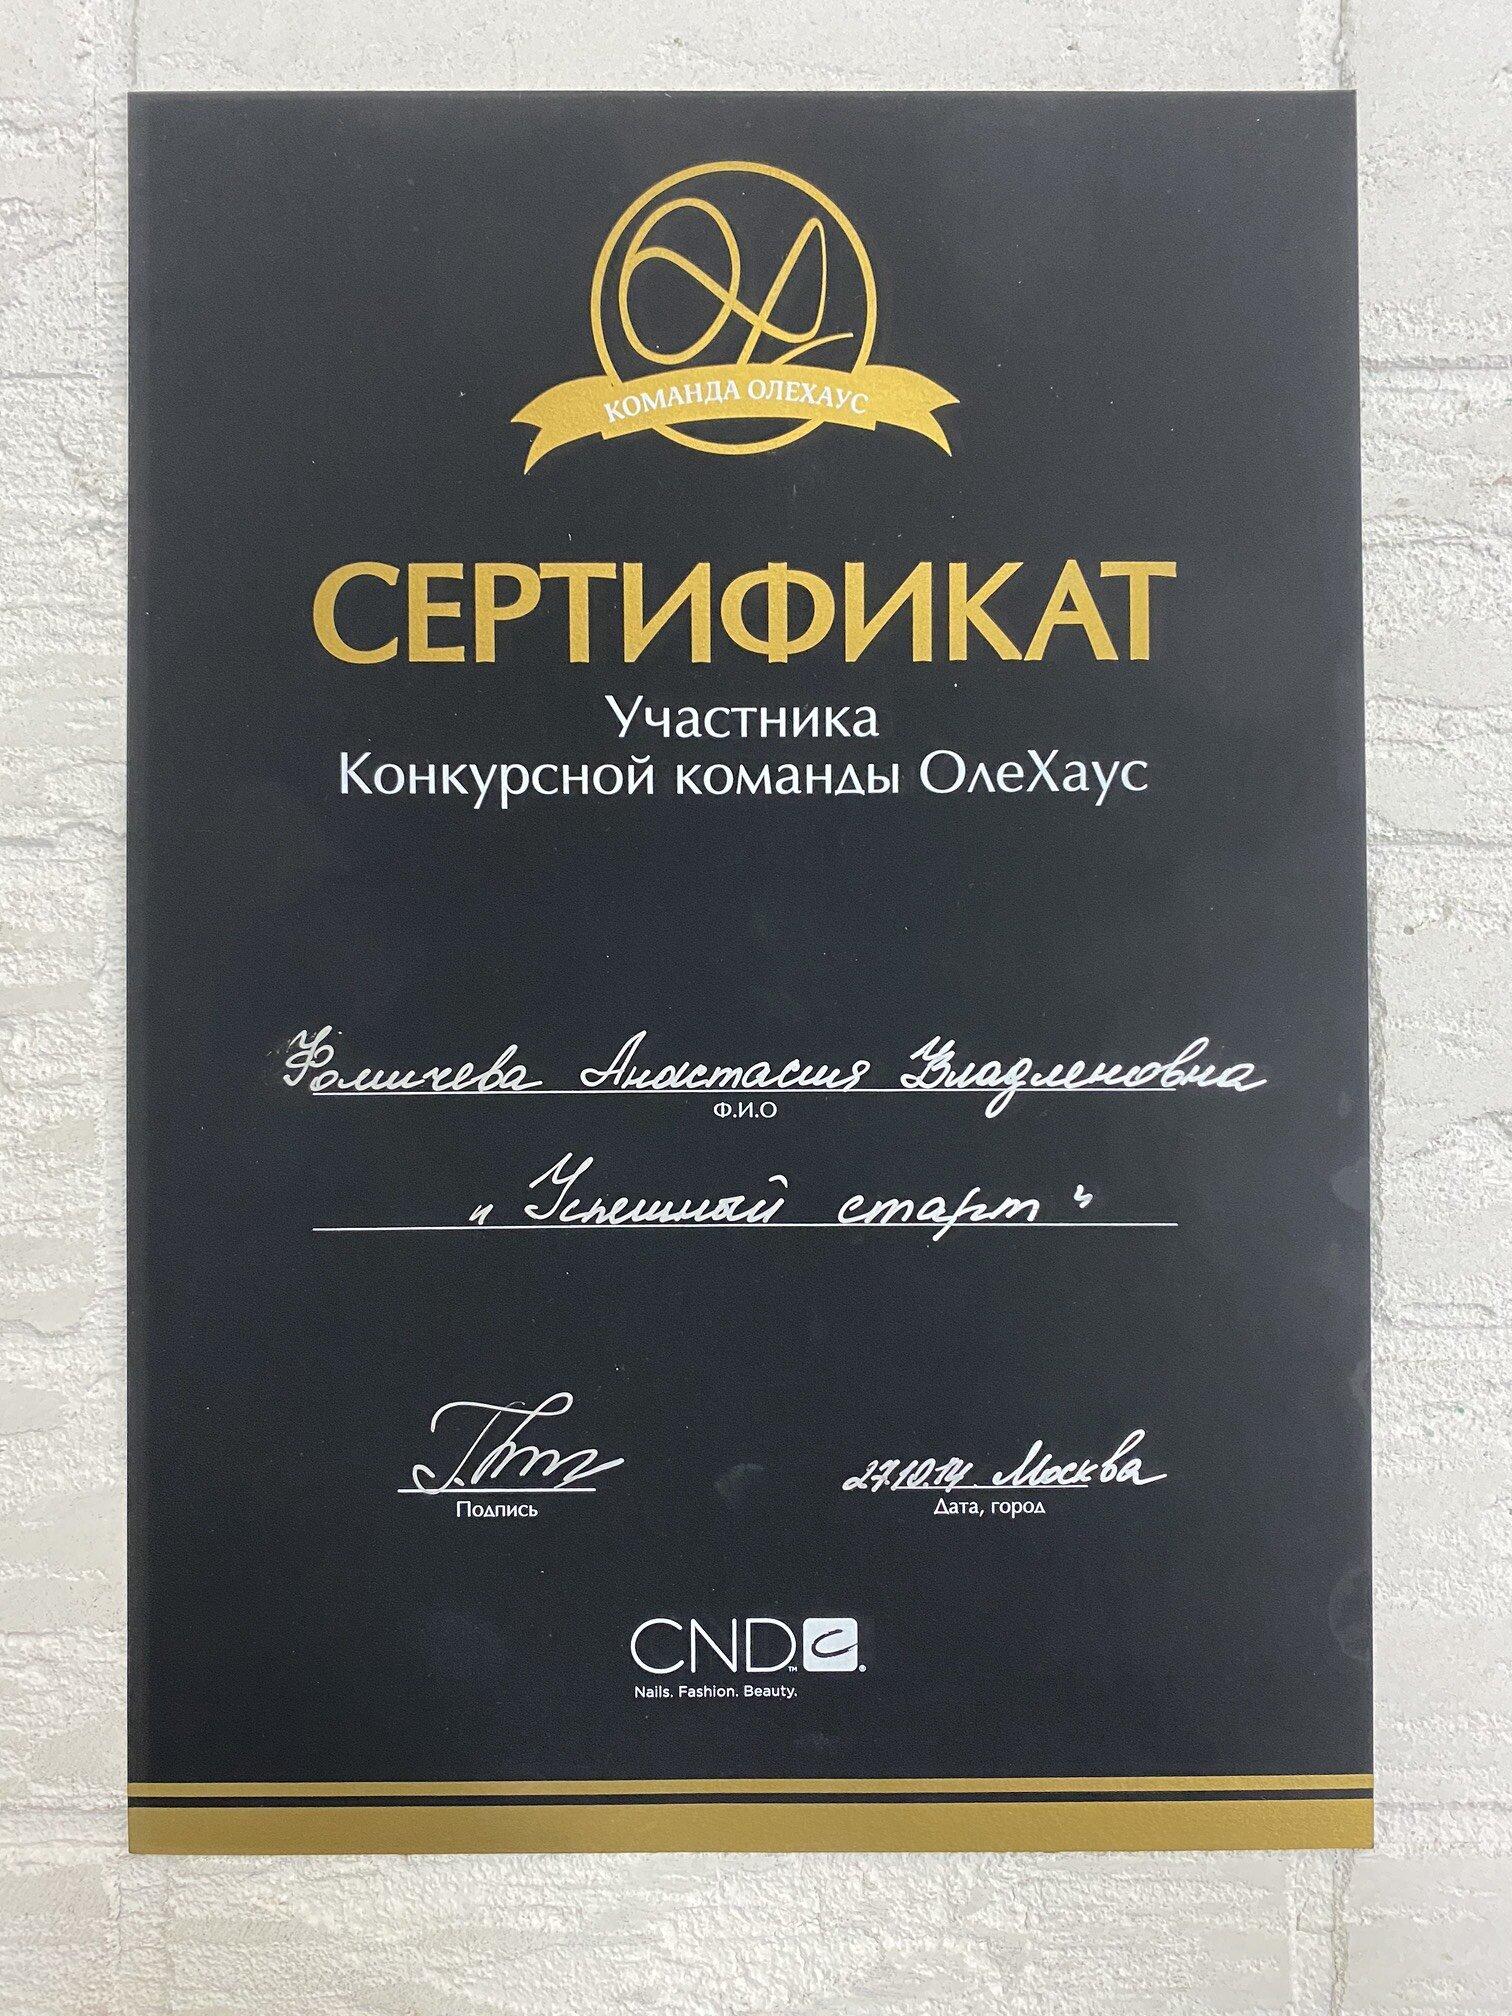 КОМАНДА ОЛЕХАУС
СЕРТИФИКАТ
Участника
Конкурсной команды ОлеХаус
Фомичева Анастасия Владленовна
Ф.И.О
"Успешный старт"
Подпись
27.10.14. Москва
Дата, город
CND™ ®
Nails. Fashion. Beauty.